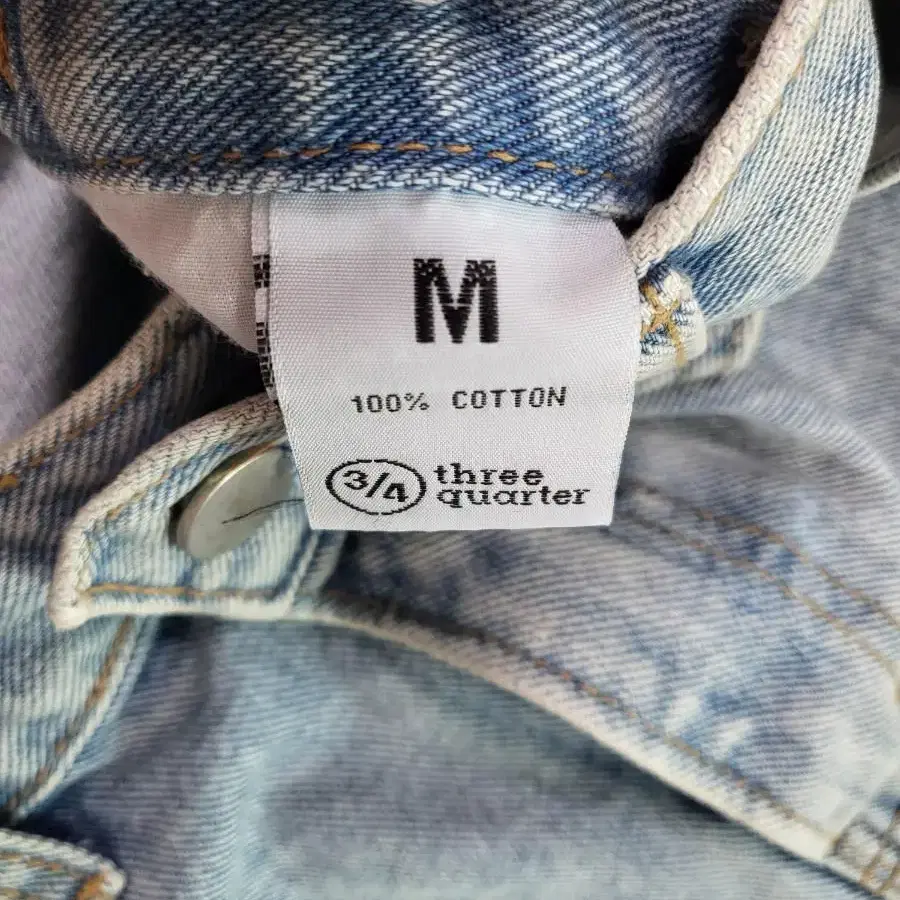 M
100% COTTON
3/4 three
quarter